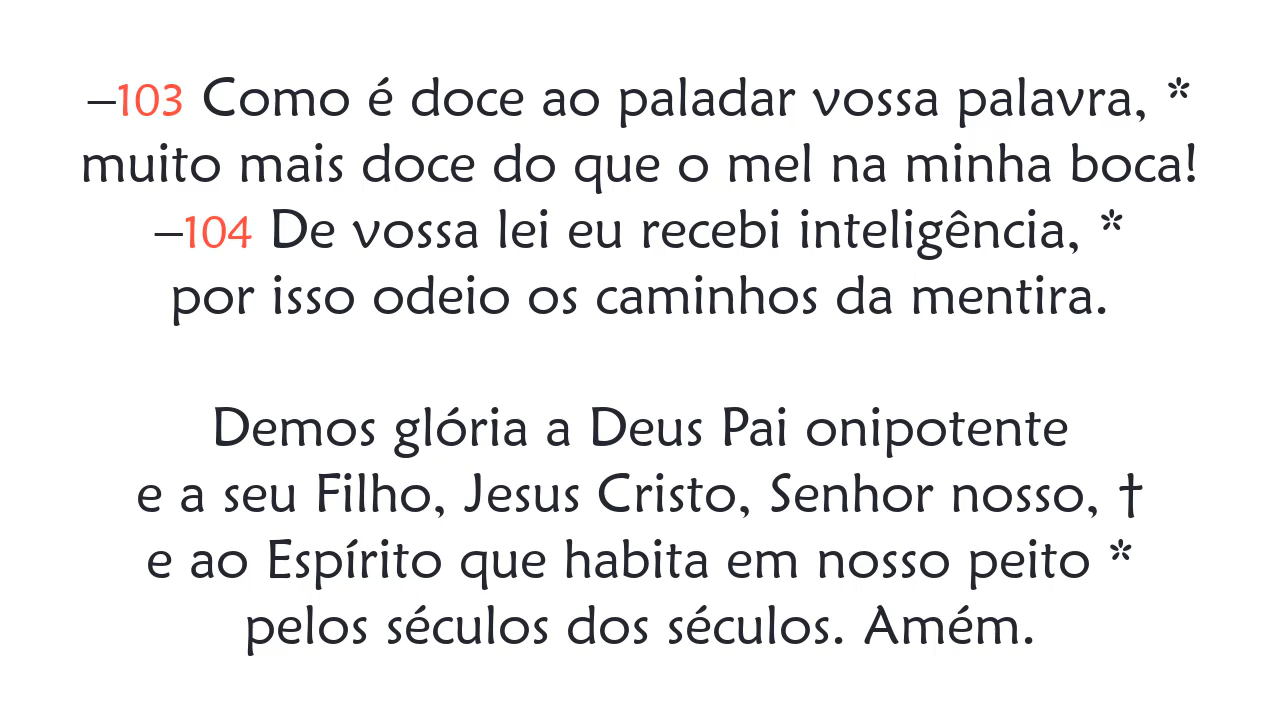 –103 Como é doce ao paladar vossa palavra, *
muito mais doce do que o mel na minha boca!
–104 De vossa lei eu recebi inteligência, *
por isso odeio os caminhos da mentira.
Demos glória a Deus Pai onipotente
e a seu Filho, Jesus Cristo, Senhor nosso, †
e ao Espírito que habita em nosso peito *
pelos séculos dos séculos. Amém.